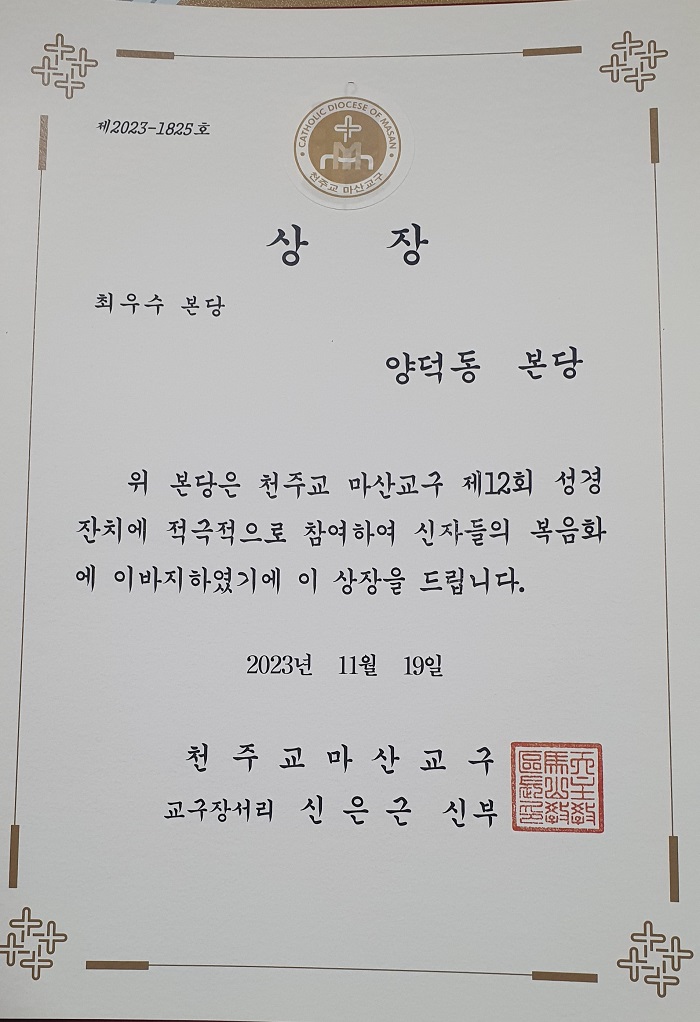 제2023-1825호
CATHOLIC DIOCESE OF MASAN
천주교 마산교구
상 장
최우수 본당
양덕동 본당
위 본당은 천주교 마산교구 제12회 성경
잔치에 적극적으로 참여하여 신자들의 복음화
에 이바지하였기에 이 상장을 드립니다.
2023년 11월 19일
천주교마산교구
교구장서리 신은근 신부